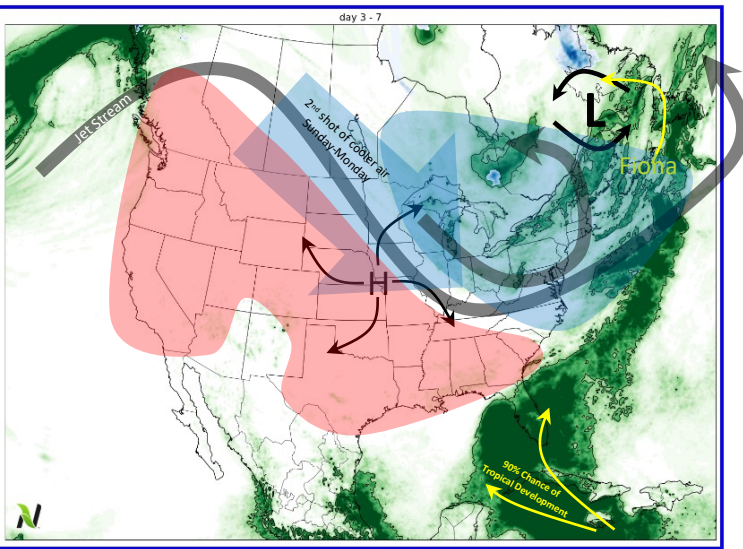 day 3 - 7
Jet Stream
2nd shot of cooler air
Sunday-Monday
L
Fiona
H
90% Chance of
Tropical Development